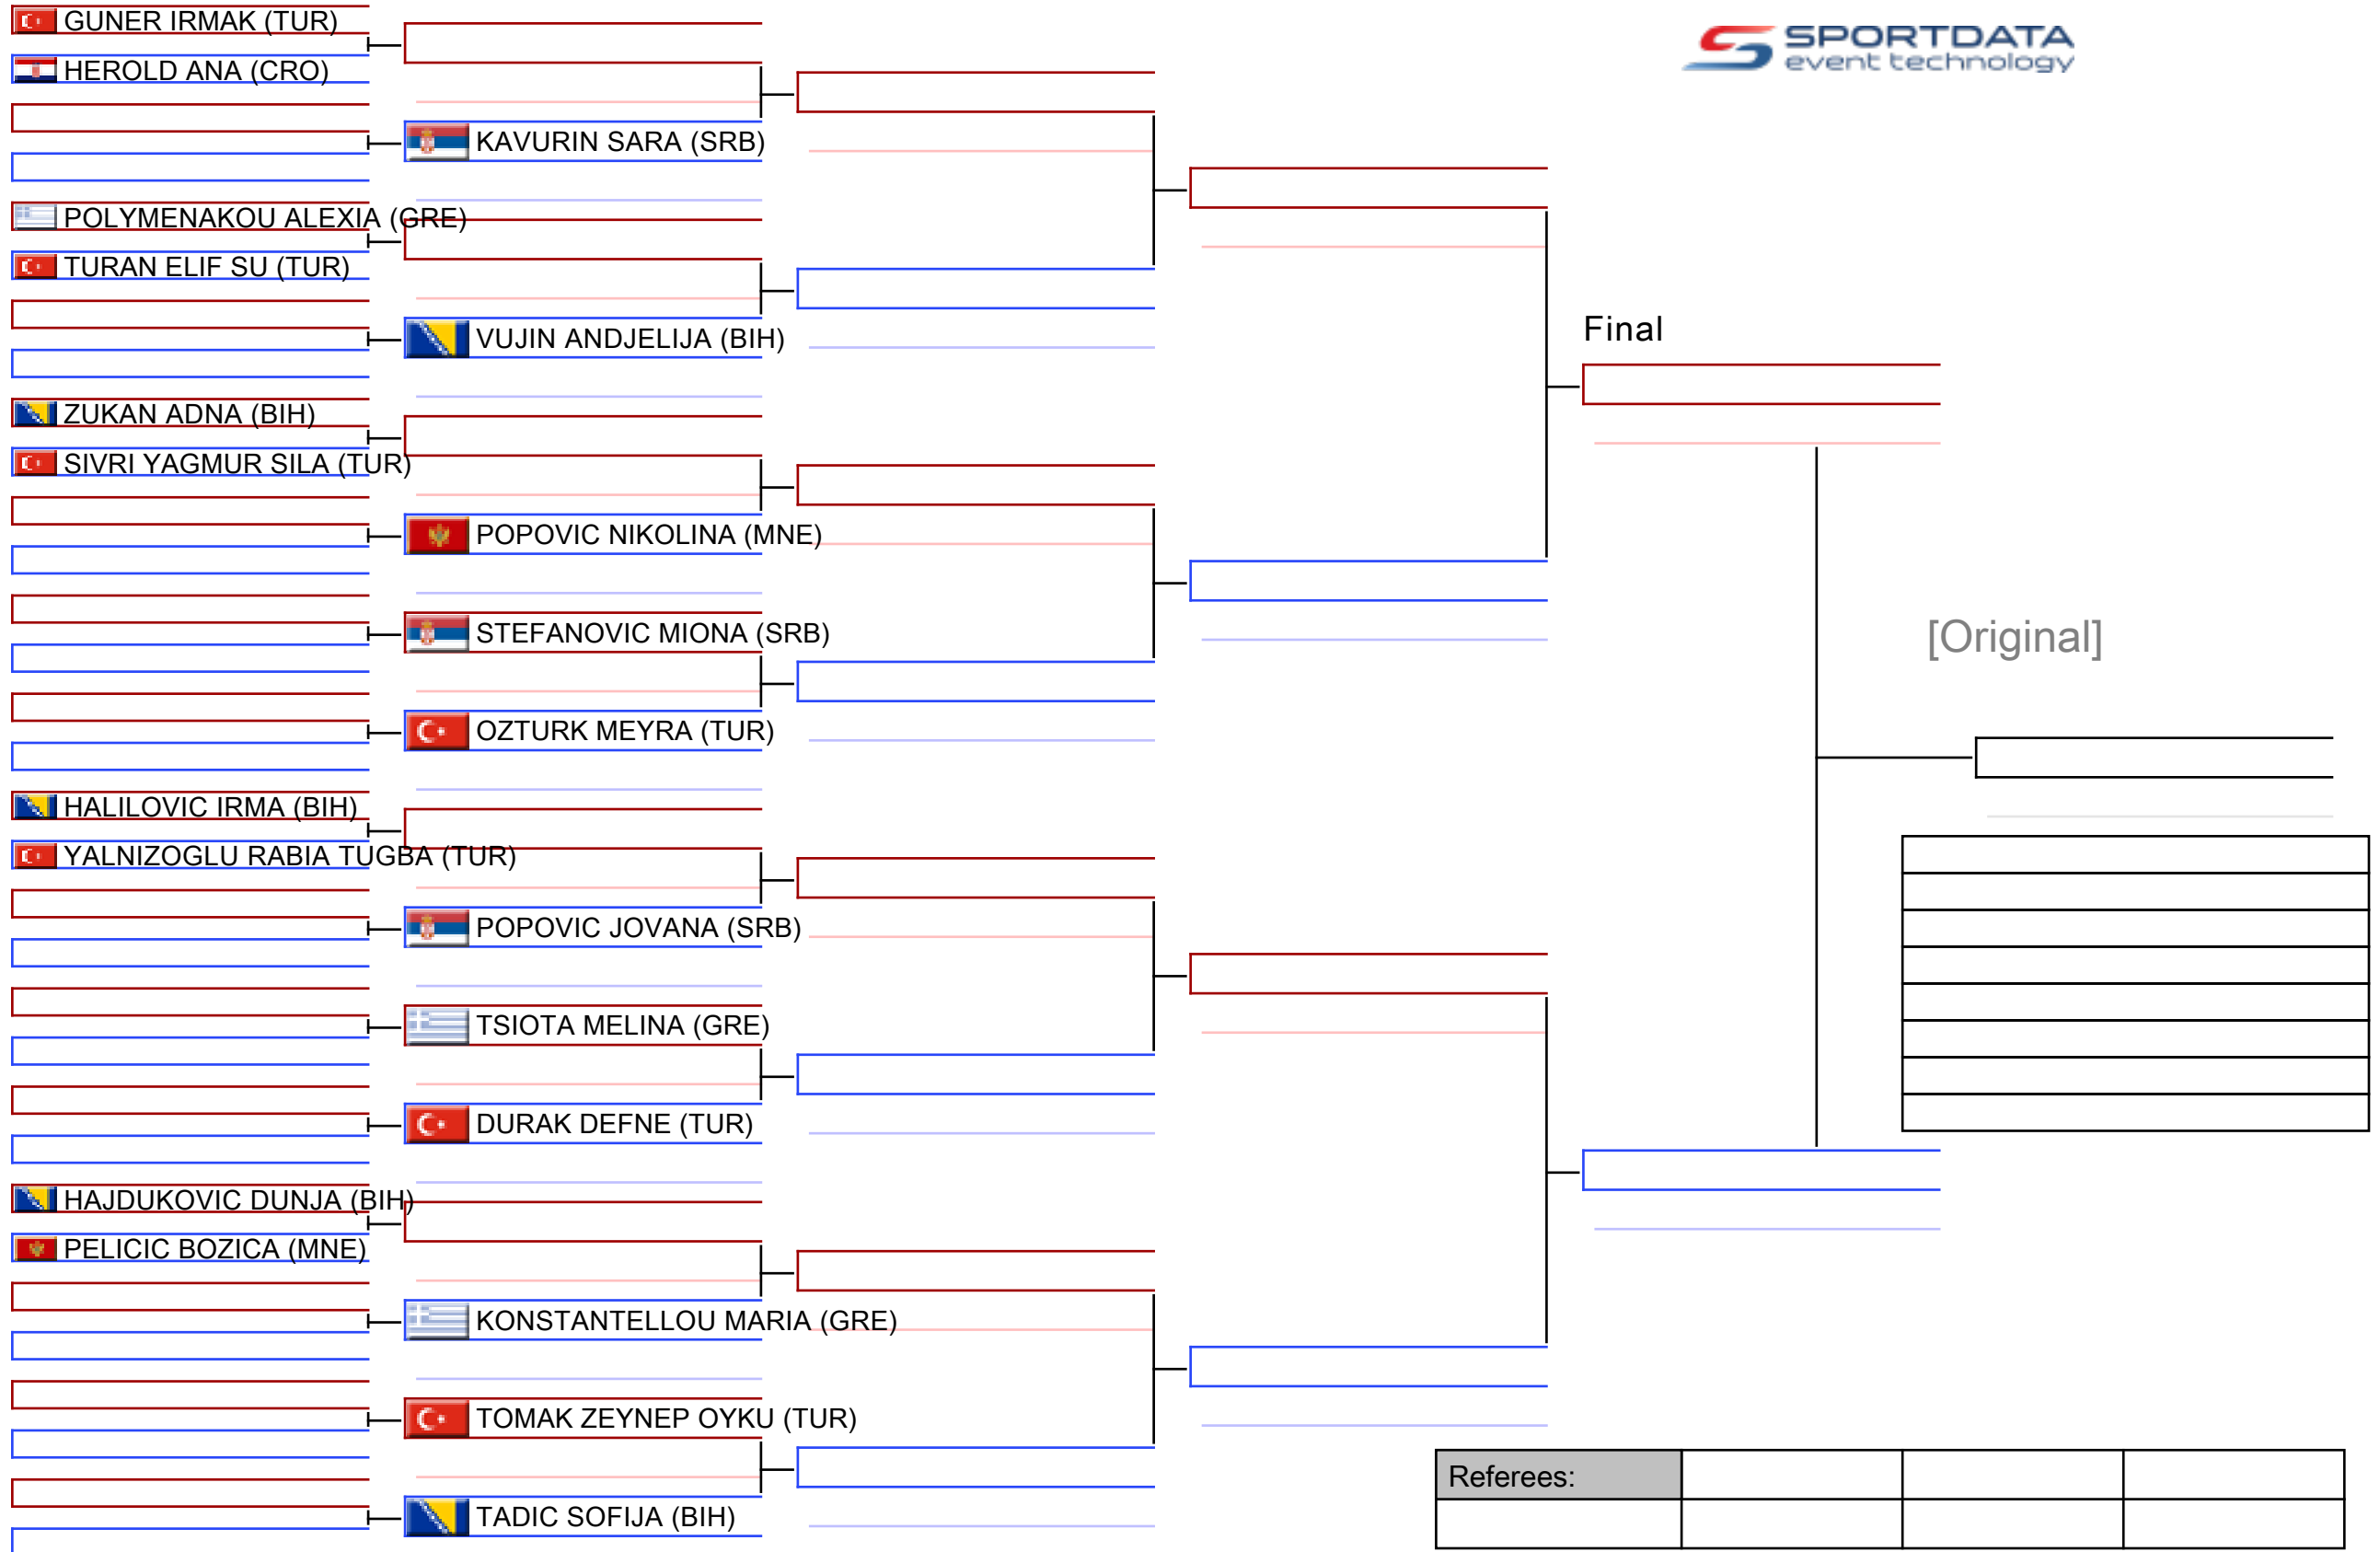 GUNER IRMAK (TUR)
HEROLD ANA (CRO)
KAVURIN SARA (SRB)
POLYMENAKOU ALEXIA (GRE)
TURAN ELIF SU (TUR)
VUJIN ANDJELIJA (BIH)
ZUKAN ADNA (BIH)
SIVRI YAGMUR SILA (TUR)
POPOVIC NIKOLINA (MNE)
STEFANOVIC MIONA (SRB)
OZTURK MEYRA (TUR)
HALILOVIC IRMA (BIH)
YALNIZOGLU RABIA TUGBA (TUR)
POPOVIC JOVANA (SRB)
TSIOTA MELINA (GRE)
DURAK DEFNE (TUR)
HAJDUKOVIC DUNJA (BIH)
PELICIC BOZICA (MNE)
KONSTANTELLOU MARIA (GRE)
TOMAK ZEYNEP OYKU (TUR)
TADIC SOFIJA (BIH)
SPORTDATA
event technology
Final
[Original]
Referees: